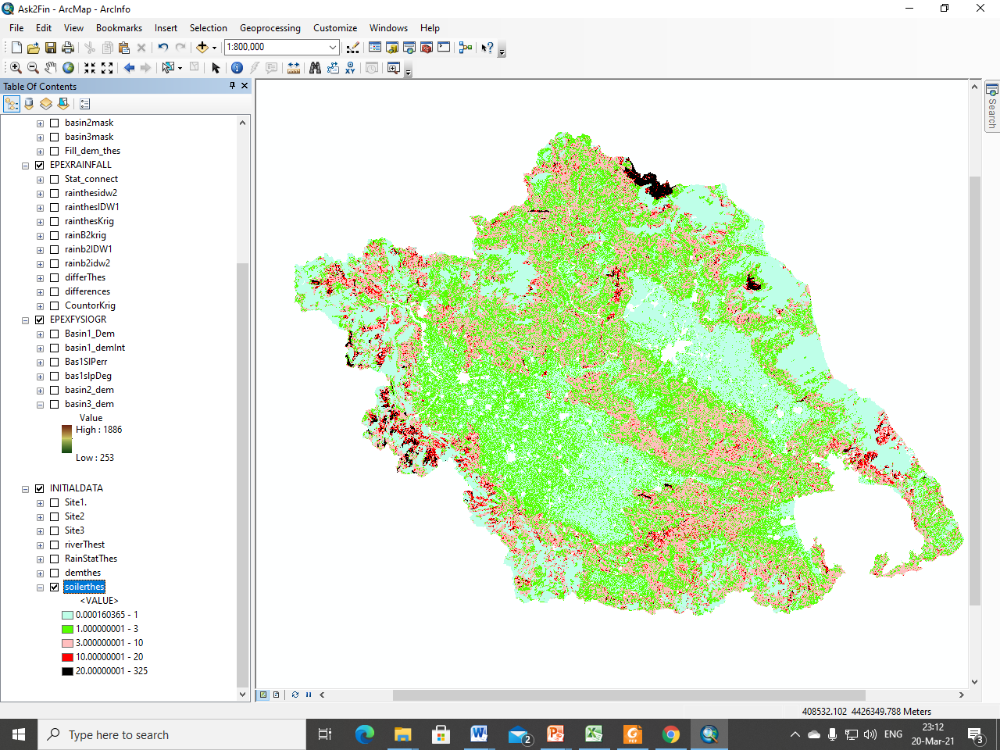 Ask2Fin - ArcMap - ArcInfo
File Edit View Bookmarks Insert Selection Geoprocessing Customize Windows Help
1:800,000
Table Of Contents
basin2mask
basin3mask
Fill_dem_thes
EPEXRAINFALL
Stat_connect
rainthesidw2
rainthesIDW1
rainthesKrig
rainB2krig
rainb2IDW1
rainb2idw2
differThes
differences
CountorKrig
EPEXFYSIOGR
Basin1_Dem
basin1_demInt
Bas1SlPerr
bas1slpDeg
basin2_dem
basin3_dem
Value
High : 1886
Low : 253
INITIALDATA
Site1.
Site2
Site3
riverThest
RainStatThes
demthes
soilerthes
<VALUE>
0.000160365 - 1
1.000000001 - 3
3.000000001 - 10
10.00000001 - 20
20.00000001 - 325
Search
408532.102 4426349.788 Meters
Type here to search
2
ENG
23:12
20-Mar-21
3